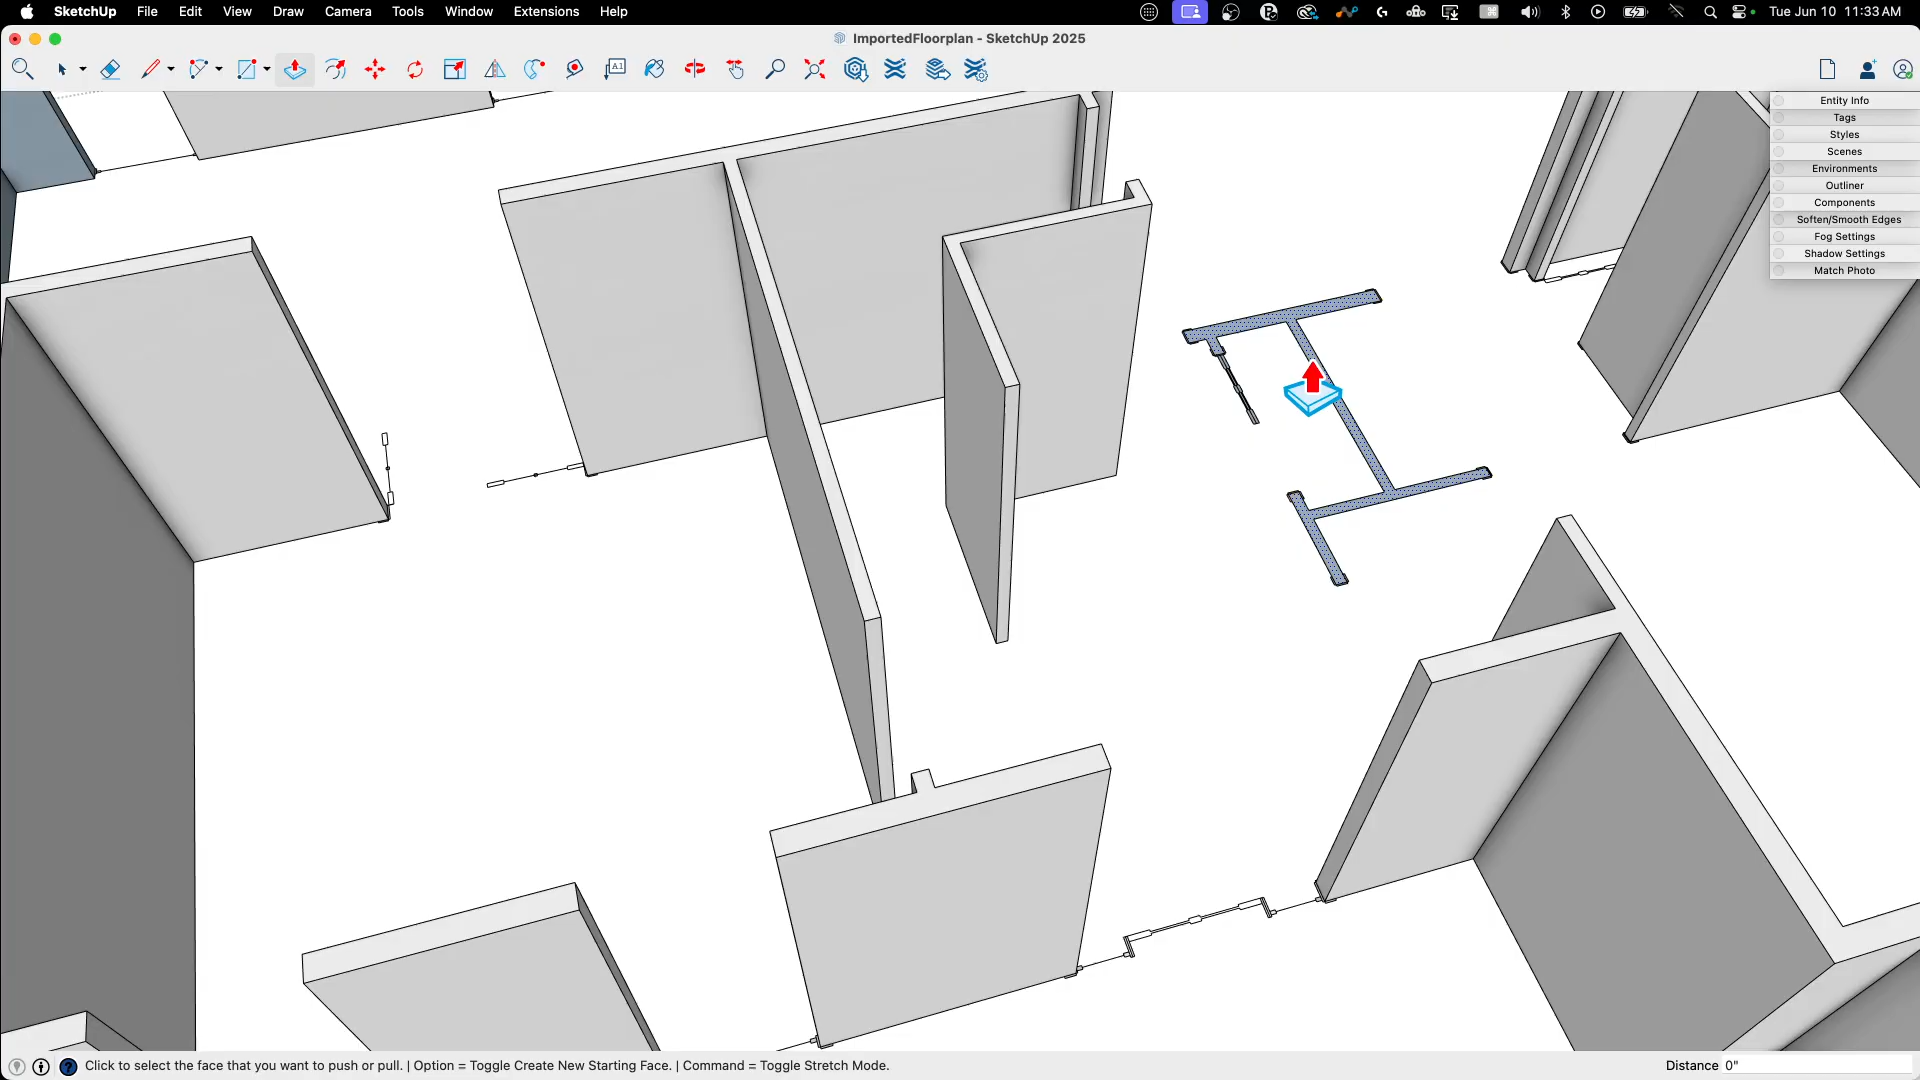 SketchUp File Edit View Draw Camera Tools Window Extensions Help Tue Jun 10 11:33 AM
ImportedFloorplan - SketchUp 2025
A1
Entity Info
Tags
Styles
Scenes
Environments
Outliner
Components
Soften/Smooth Edges
Fog Settings
Shadow Settings
Match Photo
Click to select the face that you want to push or pull. | Option = Toggle Create New Starting Face. | Command = Toggle Stretch Mode. Distance 0"